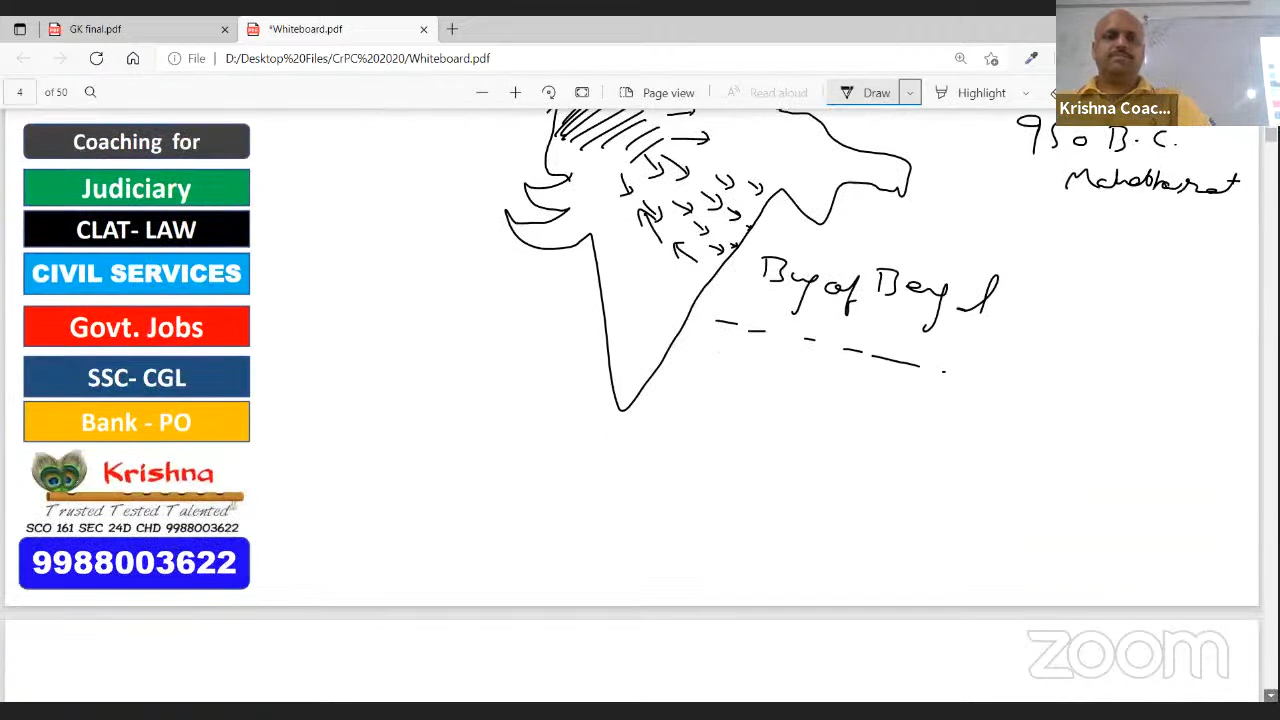 GK final.pdf
*Whiteboard.pdf
File
D:/Desktop%20Files/CrPC%202020/Whiteboard.pdf
4 of 50
Page view
Read aloud
Draw
Highlight
Krishna Coac...
Coaching for
Judiciary
CLAT- LAW
CIVIL SERVICES
Govt. Jobs
SSC- CGL
Bank - PO
Krishna
Trusted Tested Talented
SCO 161 SEC 24D CHD 9988003622
9988003622
950 B.C.
Mahabharat
Bay of Bengal
zoom